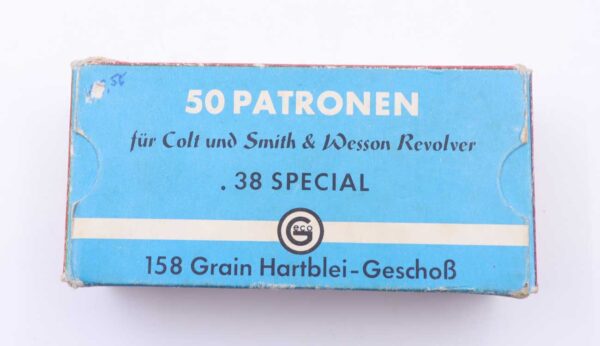 50 PATRONEN
für Colt und Smith & Wesson Revolver
. 38 SPECIAL
Geco
158 Grain Hartblei-Geschoß